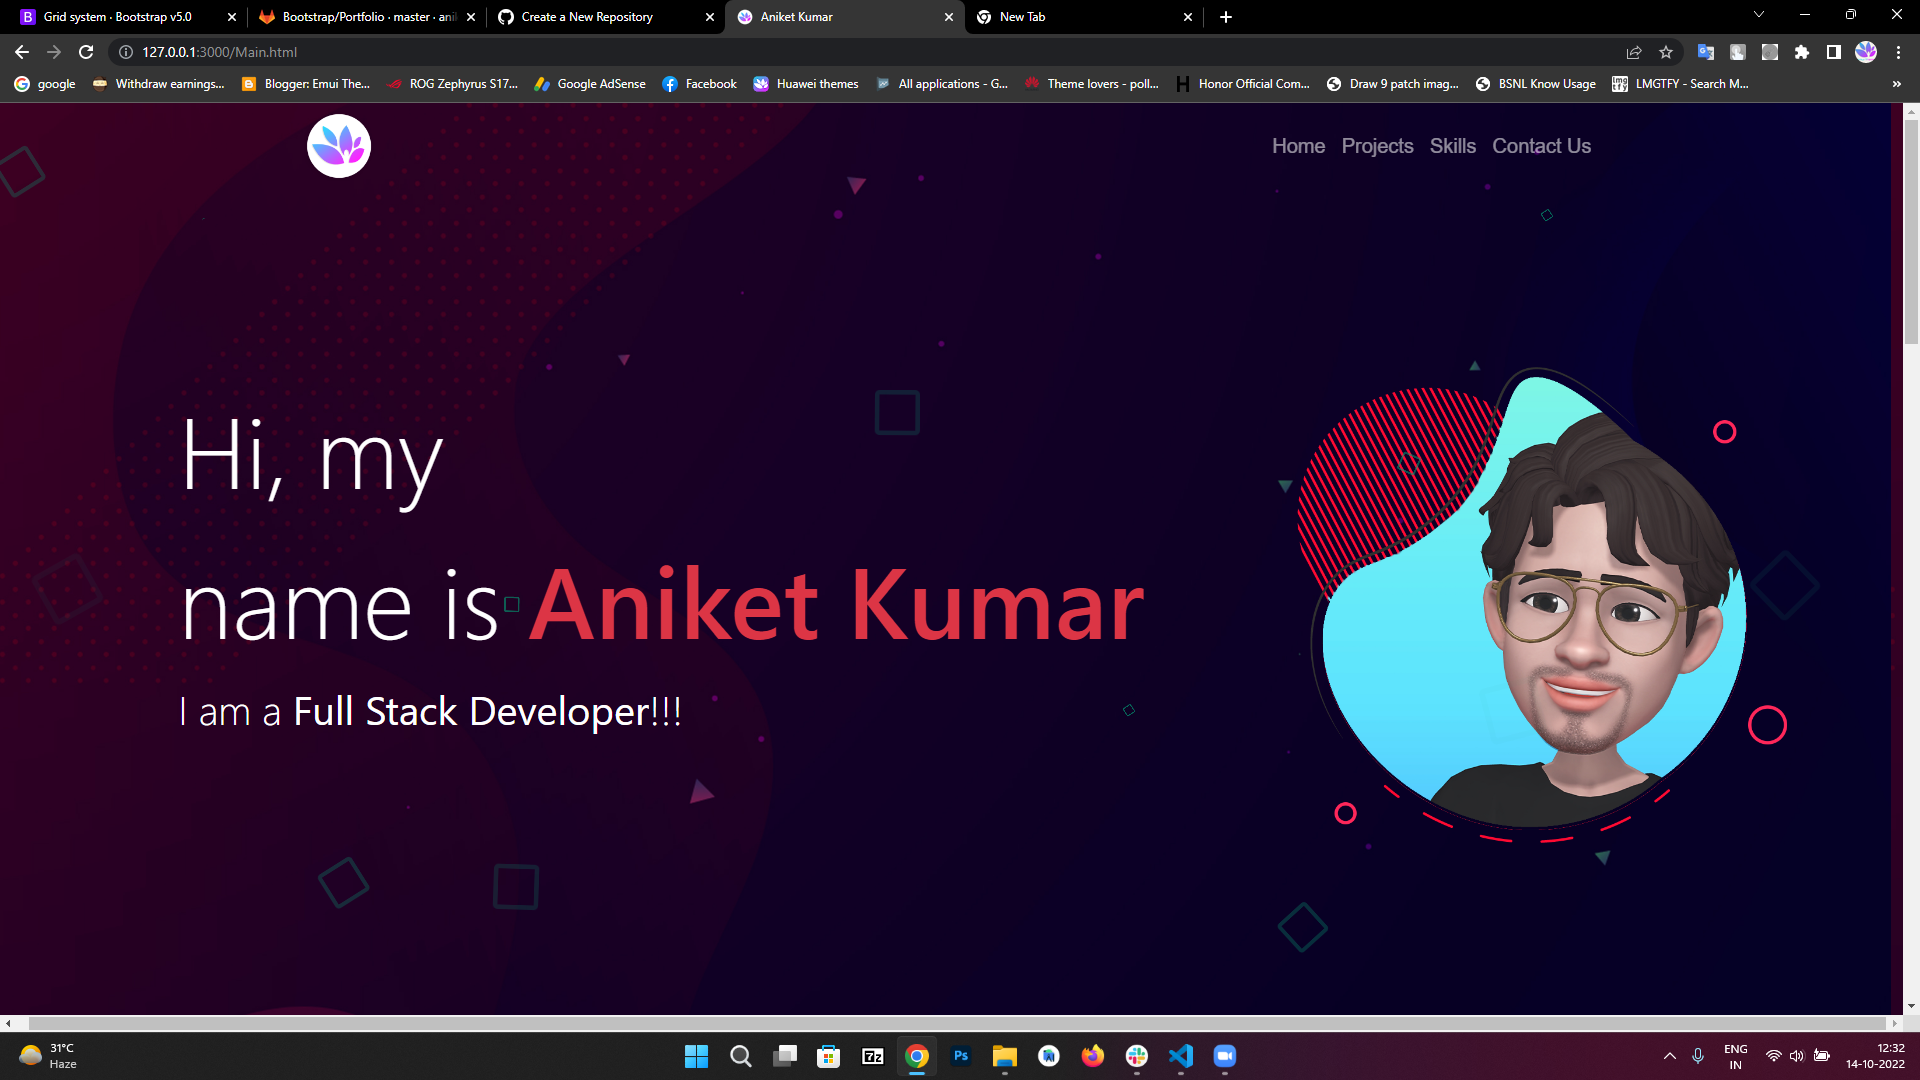 Grid system · Bootstrap v5.0
Bootstrap/Portfolio · master · ani
Create a New Repository
Aniket Kumar
New Tab
127.0.0.1:3000/Main.html
google
Withdraw earnings...
Blogger: Emui The...
ROG Zephyrus S17...
Google AdSense
Facebook
Huawei themes
All applications - G...
Theme lovers - poll...
Honor Official Com...
Draw 9 patch imag...
BSNL Know Usage
LMGTFY - Search M...
Home Projects Skills Contact Us
Hi, my
name is Aniket Kumar
I am a Full Stack Developer!!!
31°C
Haze
7z
Ps
ENG
IN
12:32
14-10-2022